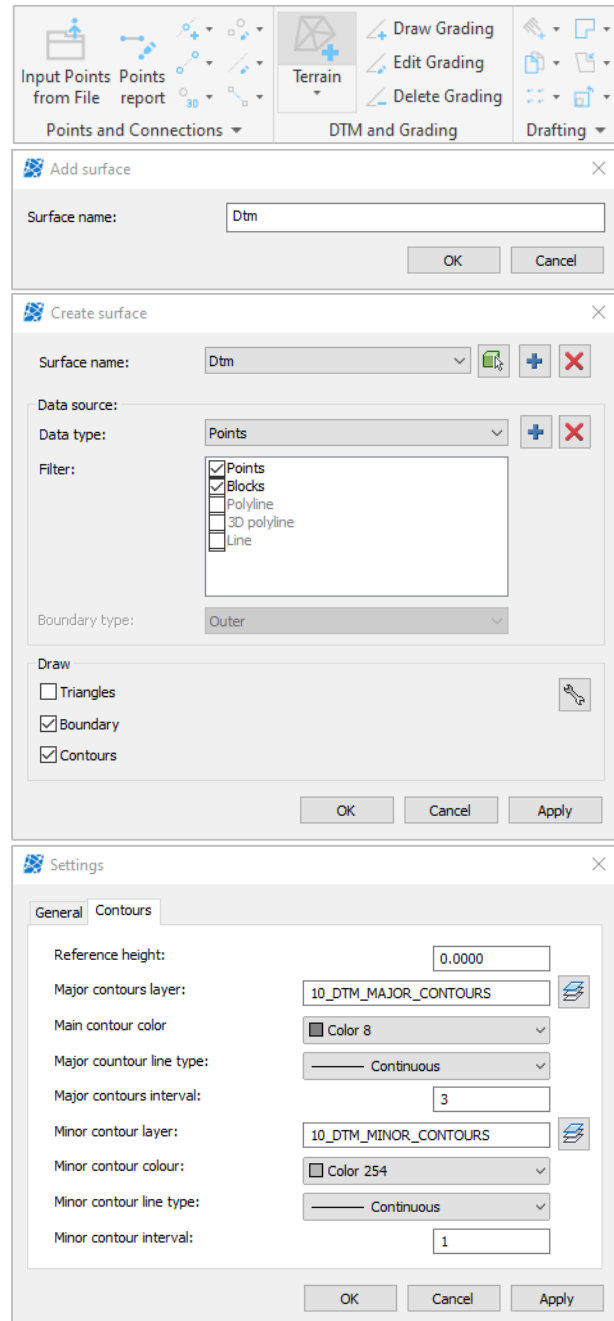 Input Points
from File
Points
report
3D
Points and Connections
Terrain
Draw Grading
Edit Grading
Delete Grading
DTM and Grading
Drafting
Add surface
Surface name:
Dtm
OK
Cancel
Create surface
Surface name:
Dtm
Data source:
Data type:
Points
Filter:
Points
Blocks
Polyline
3D polyline
Line
Boundary type:
Outer
Draw
Triangles
Boundary
Contours
OK
Cancel
Apply
Settings
General
Contours
Reference height:
0.0000
Major contours layer:
10_DTM_MAJOR_CONTOURS
Main contour color
Color 8
Major countour line type:
Continuous
Major contours interval:
3
Minor contour layer:
10_DTM_MINOR_CONTOURS
Minor contour colour:
Color 254
Minor contour line type:
Continuous
Minor contour interval:
1
OK
Cancel
Apply